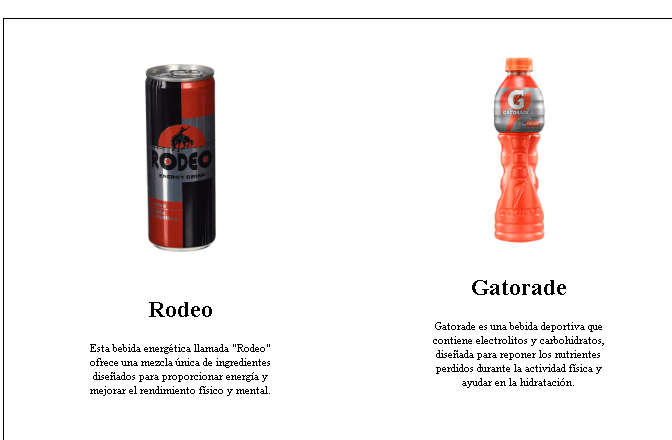 RODEO
ENERGY DRINK
G
GATORADE
Rodeo
Esta bebida energética llamada "Rodeo"
ofrece una mezcla única de ingredientes
diseñados para proporcionar energía y
mejorar el rendimiento físico y mental.
Gatorade
Gatorade es una bebida deportiva que
contiene electrolitos y carbohidratos,
diseñada para reponer los nutrientes
perdidos durante la actividad física y
ayudar en la hidratación.